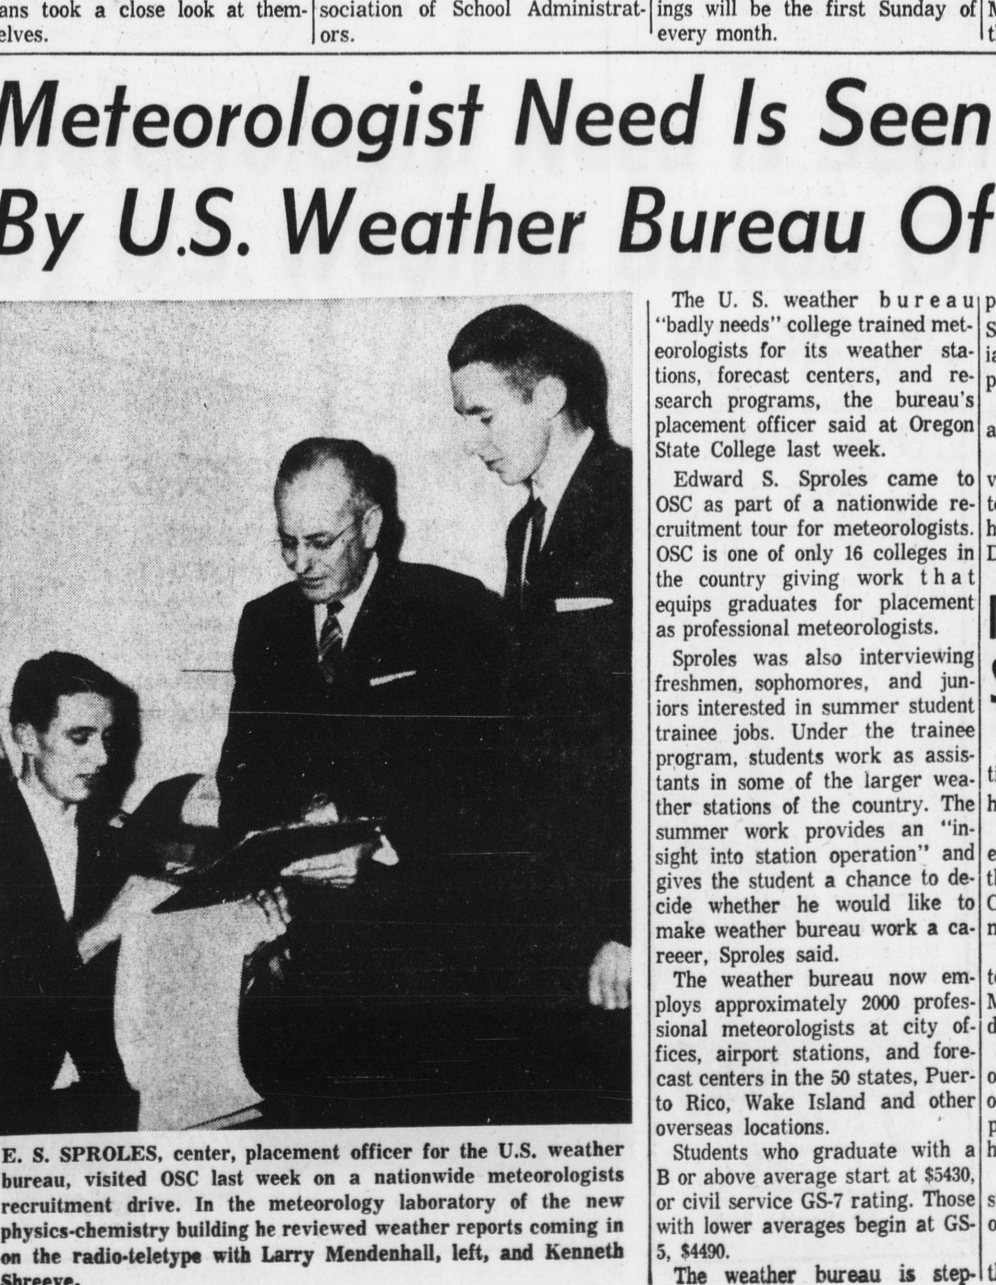 ans took a close look at them-
elves.
sociation of School Administrat-
ors.
ings will be the first Sunday of
every month.
Meteorologist Need Is Seen
By U.S. Weather Bureau Of
The U. S. weather bureau
"badly needs" college trained met-
eorologists for its weather sta-
tions, forecast centers, and re-
search programs, the bureau's
placement officer said at Oregon
State College last week.
Edward S. Sproles came to
OSC as part of a nationwide re-
cruitment tour for meteorologists.
OSC is one of only 16 colleges in
the country giving work that
equips graduates for placement
as professional meteorologists.
Sproles was also interviewing
freshmen, sophomores, and jun-
iors interested in summer student
trainee jobs. Under the trainee
program, students work as assis-
tants in some of the larger wea-
ther stations of the country. The
summer work provides an "in-
sight into station operation" and
gives the student a chance to de-
cide whether he would like to
make weather bureau work a ca-
reeer, Sproles said.
The weather bureau now em-
ploys approximately 2000 profes-
sional meteorologists at city of-
fices, airport stations, and fore-
cast centers in the 50 states, Puer-
to Rico, Wake Island and other
overseas locations.
Students who graduate with a
B or above average start at $5430,
or civil service GS-7 rating. Those
with lower averages begin at GS-
5, $4490.
The weather bureau is step-
E. S. SPROLES, center, placement officer for the U.S. weather
bureau, visited OSC last week on a nationwide meteorologists
recruitment drive. In the meteorology laboratory of the new
physics-chemistry building he reviewed weather reports coming in
on the radio-teletype with Larry Mendenhall, left, and Kenneth
Shreeve.